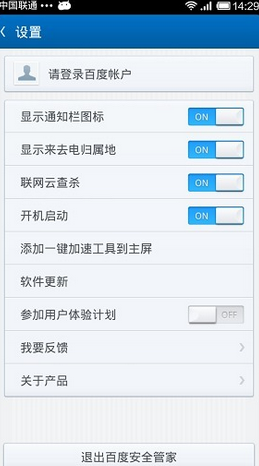 中国联通 ... 14:29
设置
请登录百度帐户
显示通知栏图标 ON
显示来去电归属地 ON
联网云查杀 ON
开机启动 ON
添加一键加速工具到主屏
软件更新
参加用户体验计划 OFF
我要反馈
关于产品
退出百度安全管家